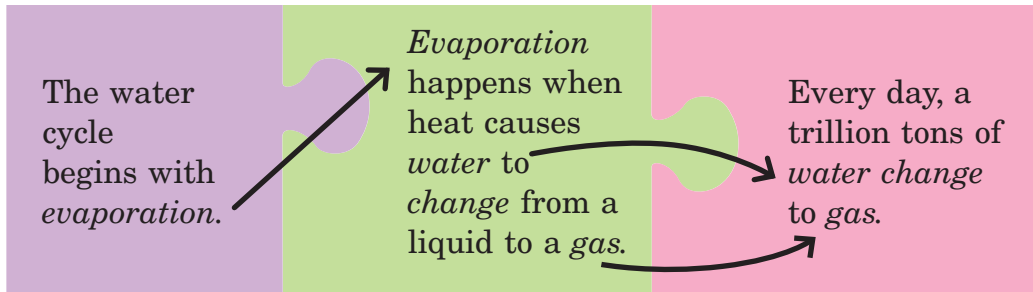 The water
cycle
begins with
evaporation.
Evaporation
happens when
heat causes
water to
change from a
liquid to a gas.
Every day, a
trillion tons of
water change
to gas.